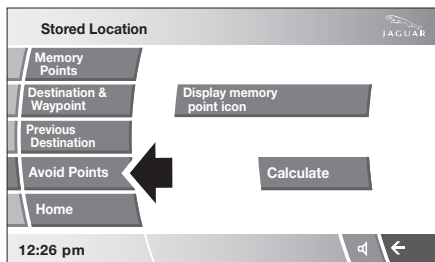 Stored Location
JAGUAR
Memory
Points
Destination &
Waypoint
Display memory
point icon
Previous
Destination
Avoid Points
Calculate
Home
12:26 pm